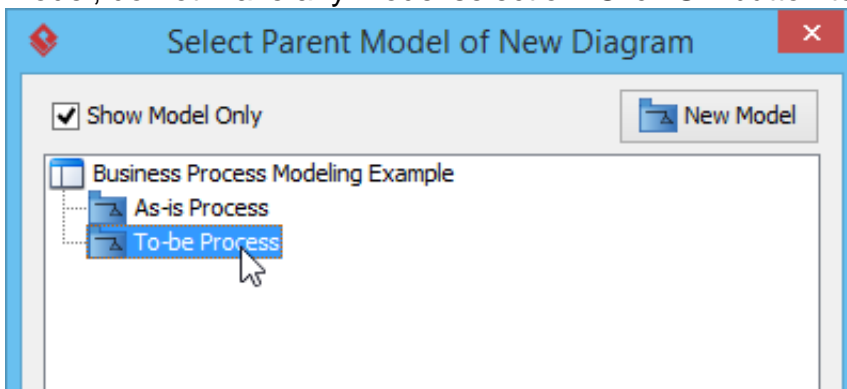 Select Parent Model of New Diagram
Show Model Only
New Model
Business Process Modeling Example
As-is Process
To-be Process